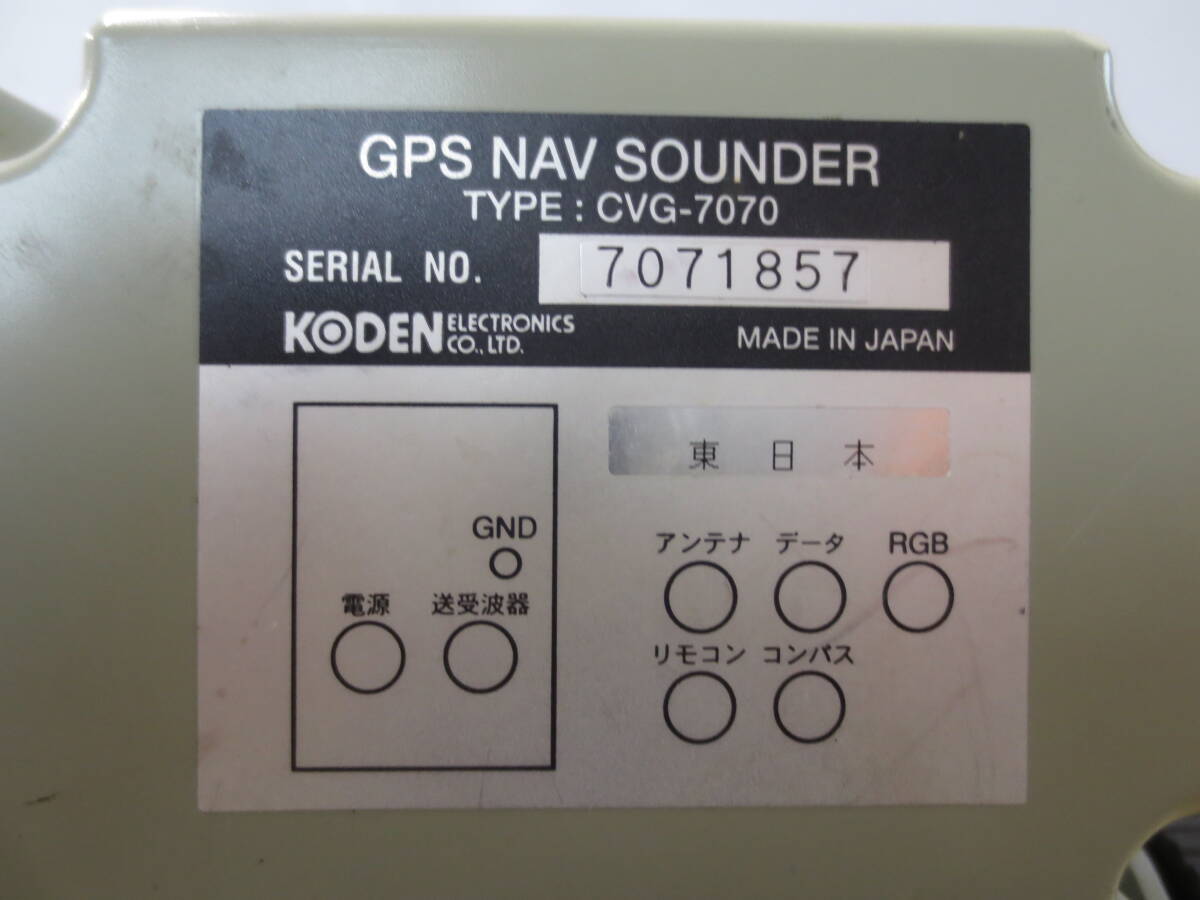 GPS NAV SOUNDER
TYPE : CVG-7070
SERIAL NO. 7071857
KODEN ELECTRONICS CO., LTD.
MADE IN JAPAN
東日本
GND
電源 送受波器
アンテナ データ RGB
リモコン コンパス